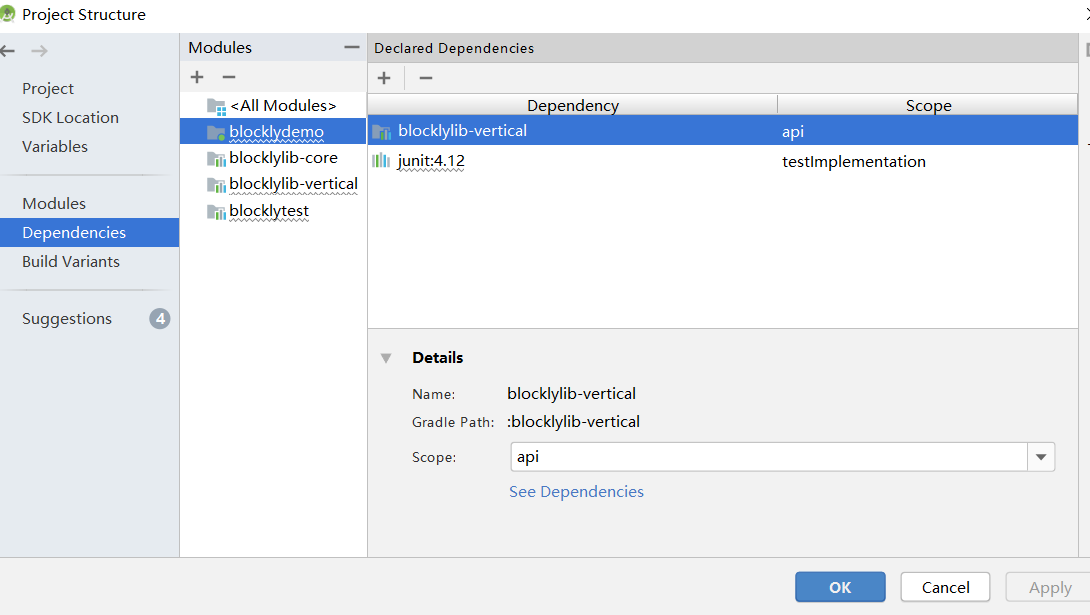 Project Structure
Project
SDK Location
Variables
Modules
Dependencies
Build Variants
Suggestions 4
Modules
<All Modules>
blocklydemo
blocklylib-core
blocklylib-vertical
blocklytest
Declared Dependencies
Dependency Scope
blocklylib-vertical api
junit:4.12 testImplementation
Details
Name: blocklylib-vertical
Gradle Path: :blocklylib-vertical
Scope: api
See Dependencies
OK Cancel Apply